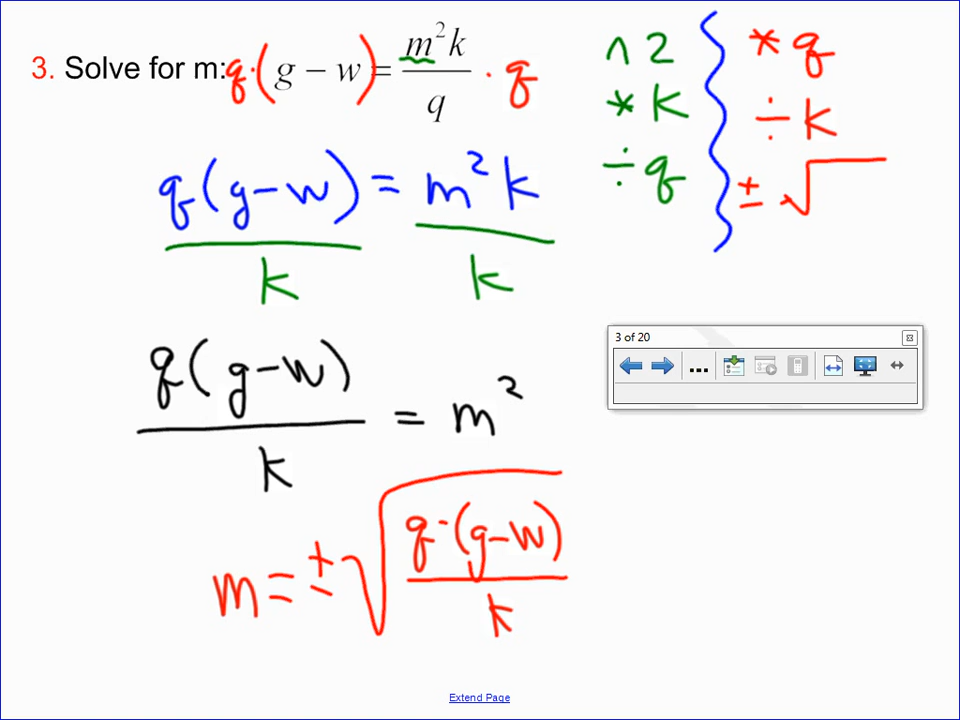 3. Solve for m: q·(g − w) = m²k/q · q
^2
*k
÷q
*q
÷k
±√
q(g−w)/k = m²k/k
3 of 20
...
q(g−w)/k = m²
m = ±√(q·(g−w)/k)
Extend Page